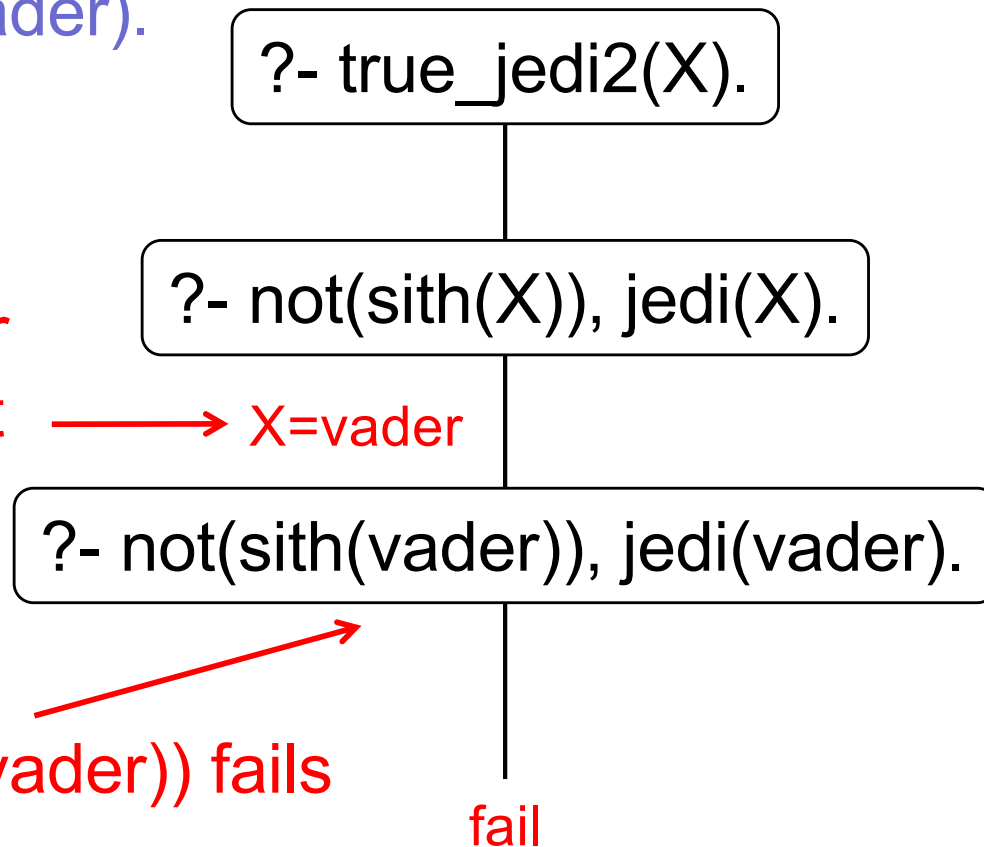 ader).
?- true_jedi2(X).
?- not(sith(X)), jedi(X).
X=vader
?- not(sith(vader)), jedi(vader).
vader)) fails
fail